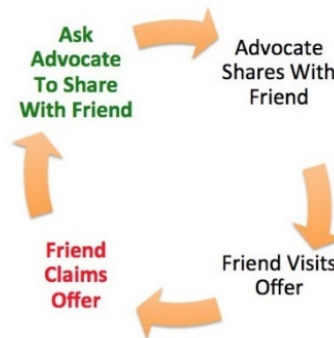 Ask
Advocate
To Share
With Friend
Advocate
Shares With
Friend
Friend Visits
Offer
Friend
Claims
Offer